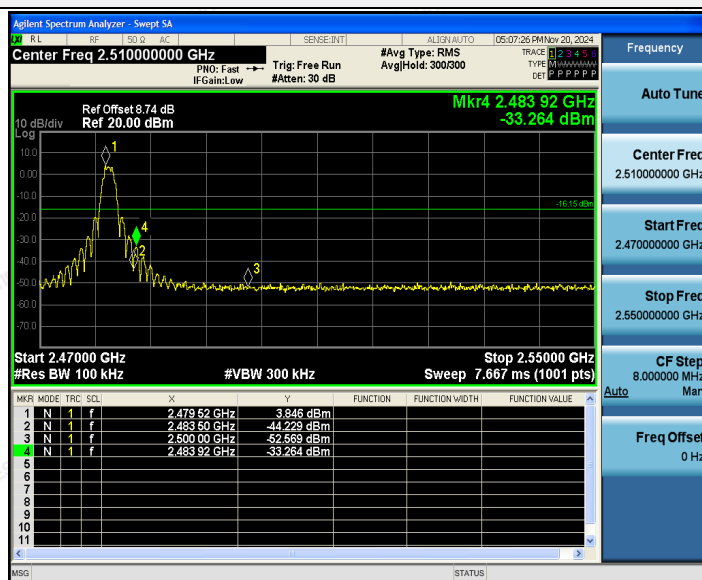 Agilent Spectrum Analyzer - Swept SA
LXI RL RF 50 Ω AC SENSE:INT ALIGN AUTO 05:07:26 PM Nov 20, 2024
Center Freq 2.510000000 GHz
PNO: Fast
IFGain:Low
Trig: Free Run
#Atten: 30 dB
#Avg Type: RMS
Avg|Hold: 300/300
TRACE 1 2 3 4 5 6
TYPE M WWWWW
DET P P P P P P
Ref Offset 8.74 dB
10 dB/div Ref 20.00 dBm
Log
Mkr4 2.483 92 GHz
-33.264 dBm
10.0
0.00
-10.0
-20.0
-30.0
-40.0
-50.0
-60.0
-70.0
1
4
2
3
-16.15 dBm
Start 2.47000 GHz Stop 2.55000 GHz
#Res BW 100 kHz #VBW 300 kHz Sweep 7.667 ms (1001 pts)
MKR MODE TRC SCL X Y FUNCTION FUNCTION WIDTH FUNCTION VALUE
1 N 1 f 2.479 52 GHz 3.846 dBm
2 N 1 f 2.483 50 GHz -44.229 dBm
3 N 1 f 2.500 00 GHz -52.569 dBm
4 N 1 f 2.483 92 GHz -33.264 dBm
5
6
7
8
9
10
11
MSG STATUS
Frequency
Auto Tune
Center Freq
2.510000000 GHz
Start Freq
2.470000000 GHz
Stop Freq
2.550000000 GHz
CF Step
8.000000 MHz
Auto Man
Freq Offset
0 Hz